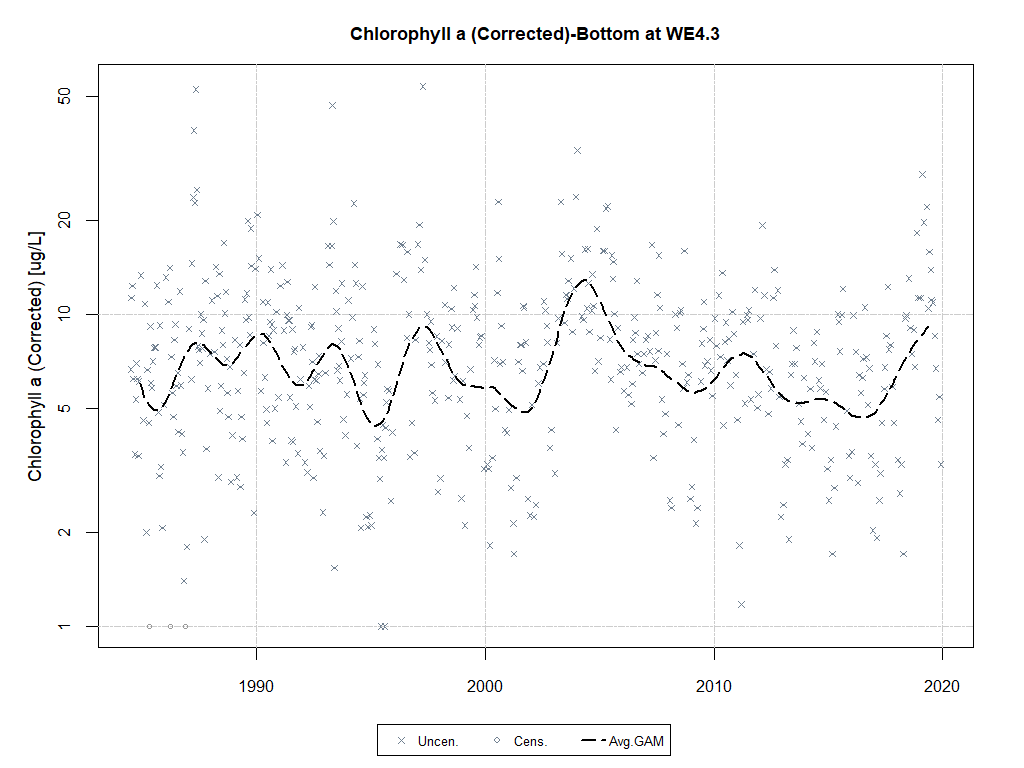 Chlorophyll a (Corrected)-Bottom at WE4.3
Chlorophyll a (Corrected) [ug/L]
50
20
10
5
2
1
1990 2000 2010 2020
Uncen. Cens. Avg.GAM